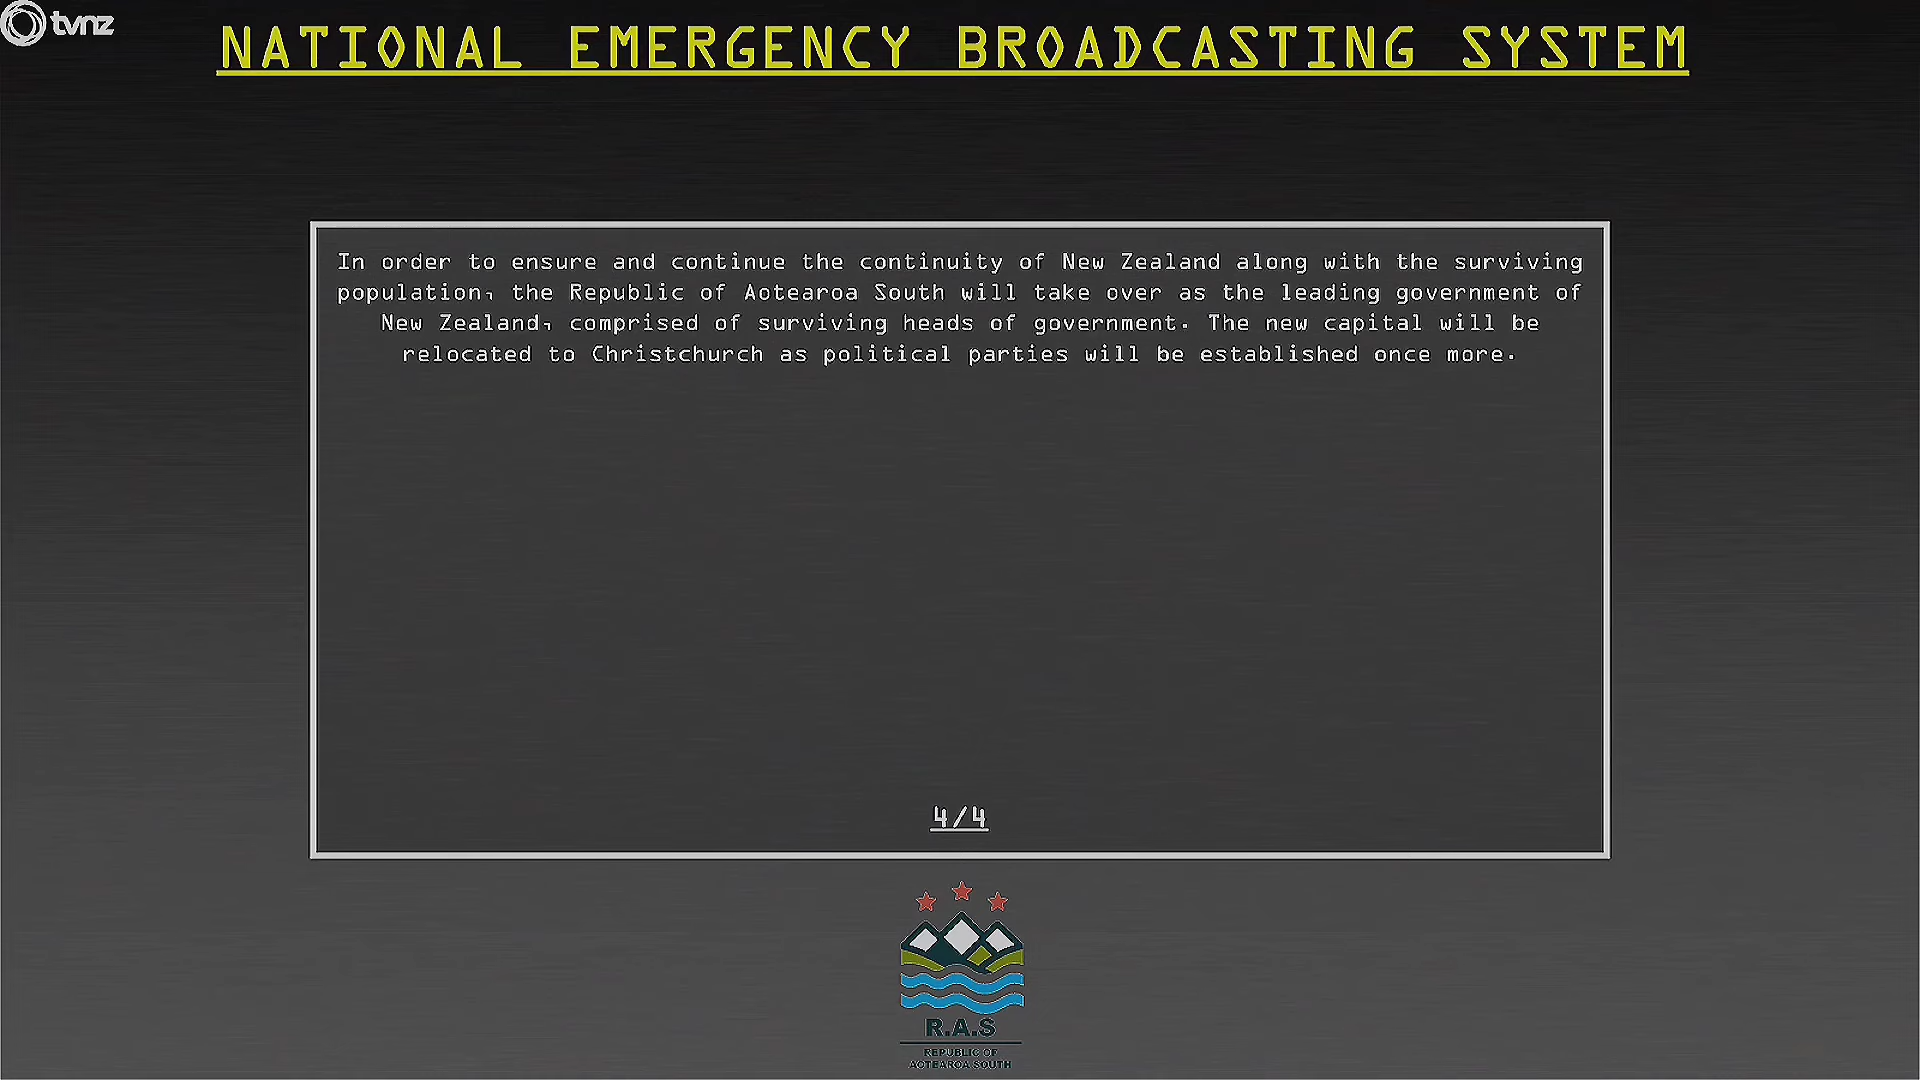 tvnz
NATIONAL EMERGENCY BROADCASTING SYSTEM
In order to ensure and continue the continuity of New Zealand along with the surviving
population, the Republic of Aotearoa South will take over as the leading government of
New Zealand, comprised of surviving heads of government. The new capital will be
relocated to Christchurch as political parties will be established once more.
4/4
R.A.S
REPUBLIC OF
AOTEAROA SOUTH